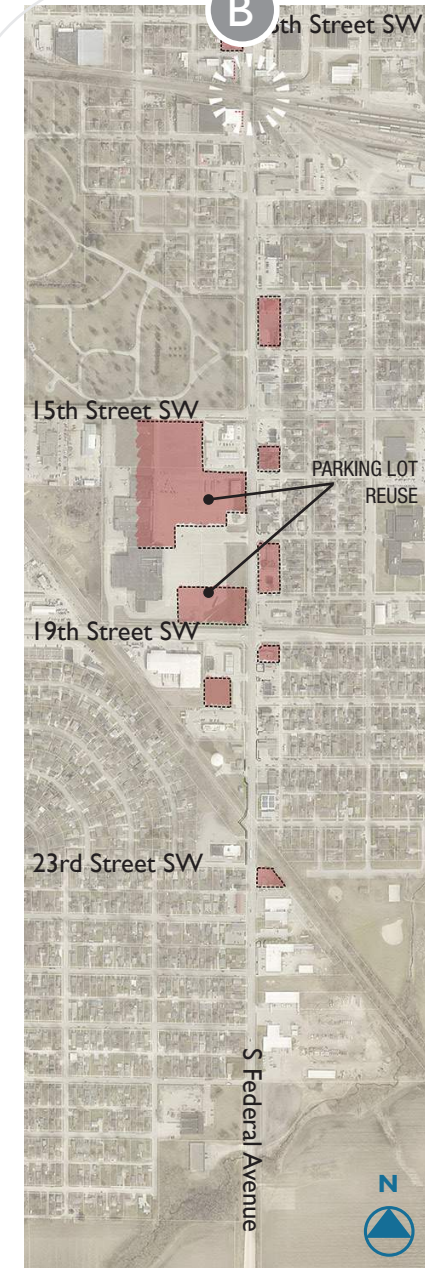 B
th Street SW
15th Street SW
PARKING LOT
REUSE
19th Street SW
23rd Street SW
S Federal Avenue
N